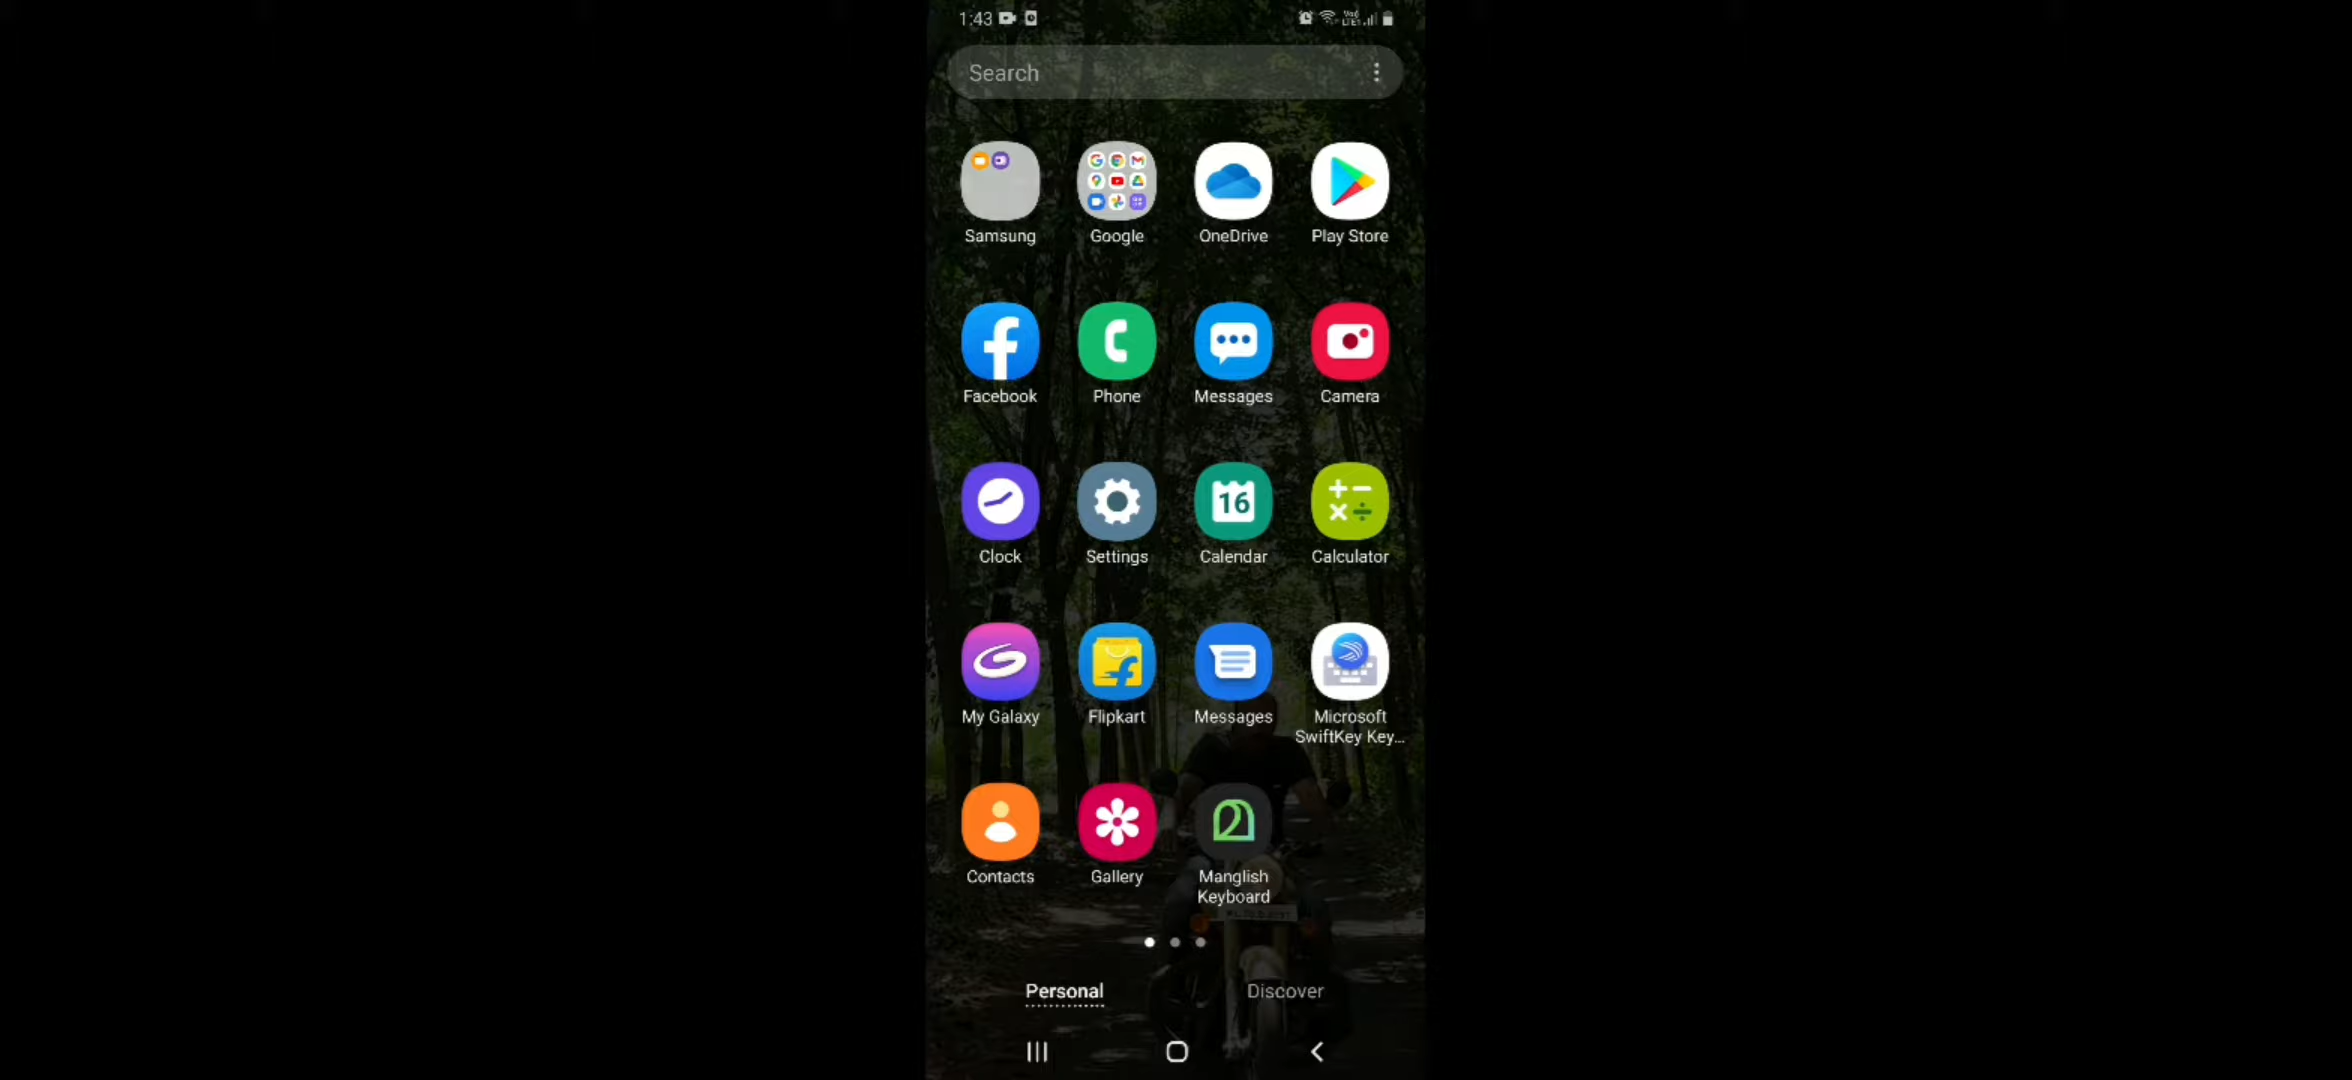 1:43
Search
Samsung Google OneDrive Play Store
Facebook Phone Messages Camera
16
Clock Settings Calendar Calculator
My Galaxy Flipkart Messages Microsoft
SwiftKey Key...
Contacts Gallery Manglish
Keyboard
Personal Discover